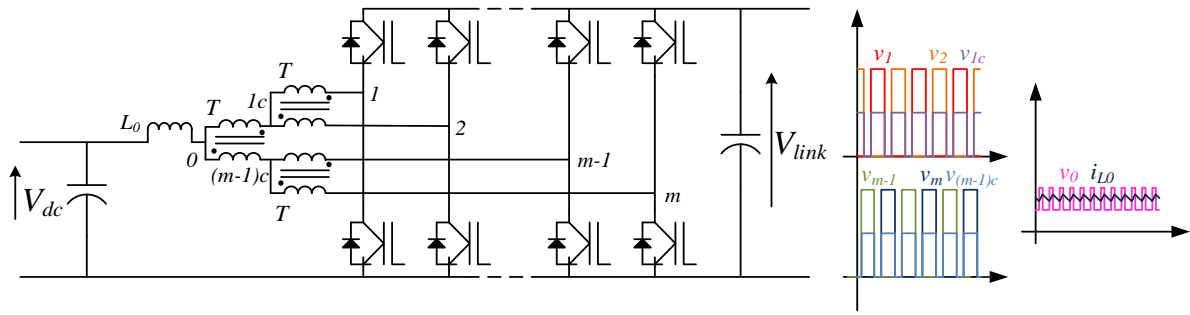 T
1c
1
T
L0
2
0
(m-1)c
m-1
T
m
Vdc
Vlink
v1
v2
v1c
vm-1
vm
v(m-1)c
v0
iL0